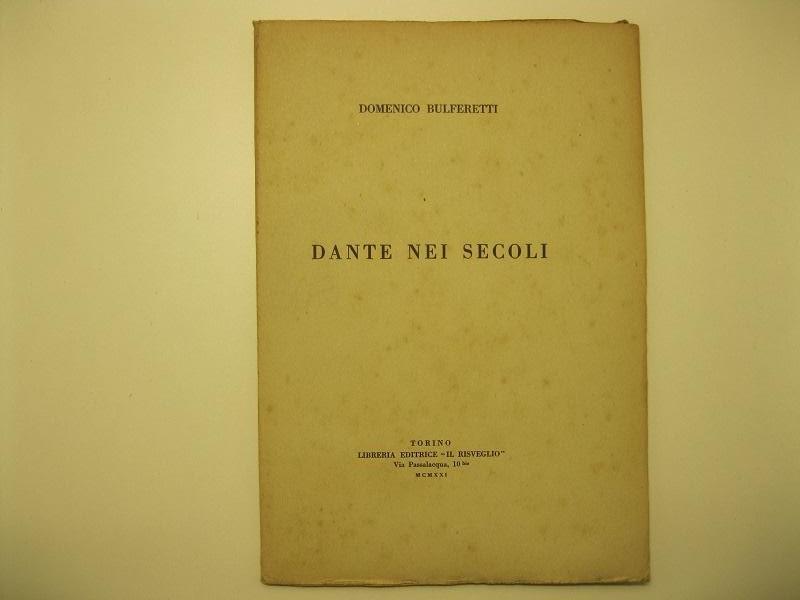 DOMENICO BULFERETTI
DANTE NEI SECOLI
TORINO
LIBRERIA EDITRICE "IL RISVEGLIO"
Via Passalacqua, 10 bis
MCMXXI